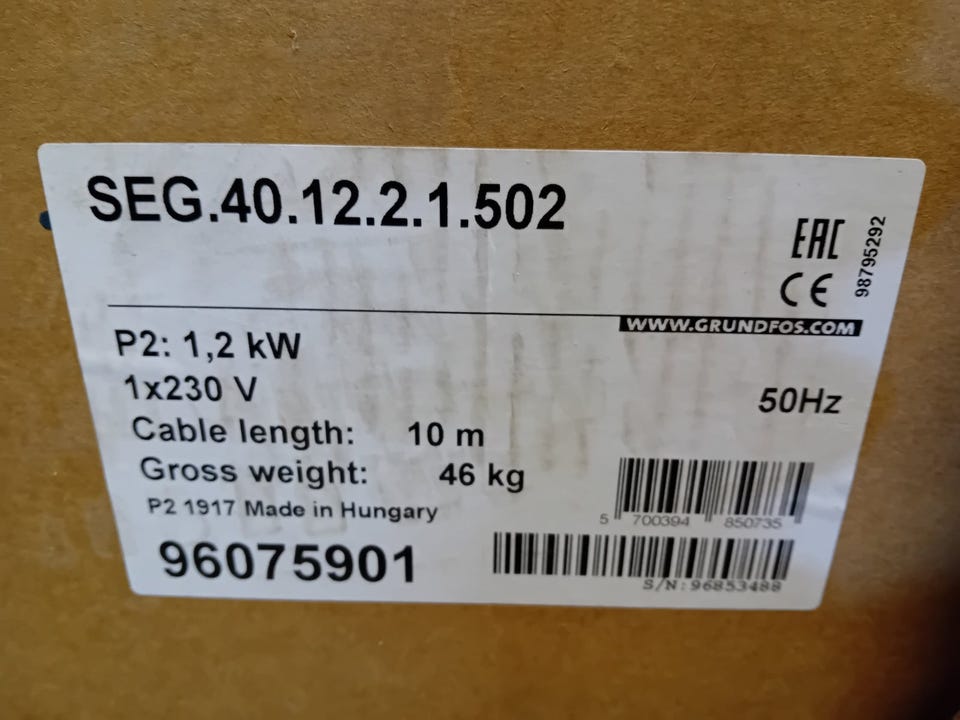 SEG.40.12.2.1.502
EAC
CE
98795292
WWW.GRUNDFOS.COM
P2: 1,2 kW
1x230 V
50Hz
Cable length: 10 m
Gross weight: 46 kg
P2 1917 Made in Hungary
5 700394 850735
96075901
S/N:96853488